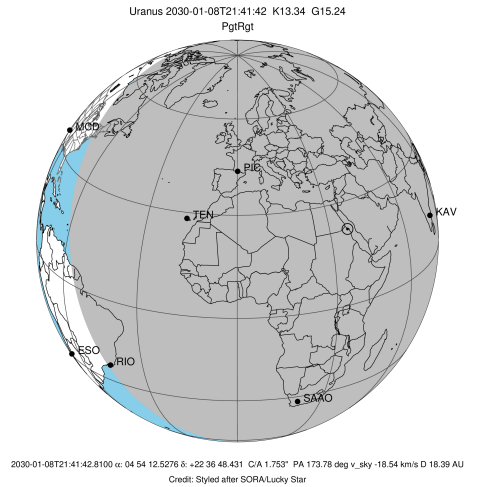 Uranus 2030-01-08T21:41:42 K13.34 G15.24
PgtRgt
MCD
PIC
TEN
KAV
ESO
RIO
SAAO
2030-01-08T21:41:42.8100 α: 04 54 12.5276 δ: +22 36 48.431 C/A 1.753" PA 173.78 deg v_sky -18.54 km/s D 18.39 AU
Credit: Styled after SORA/Lucky Star